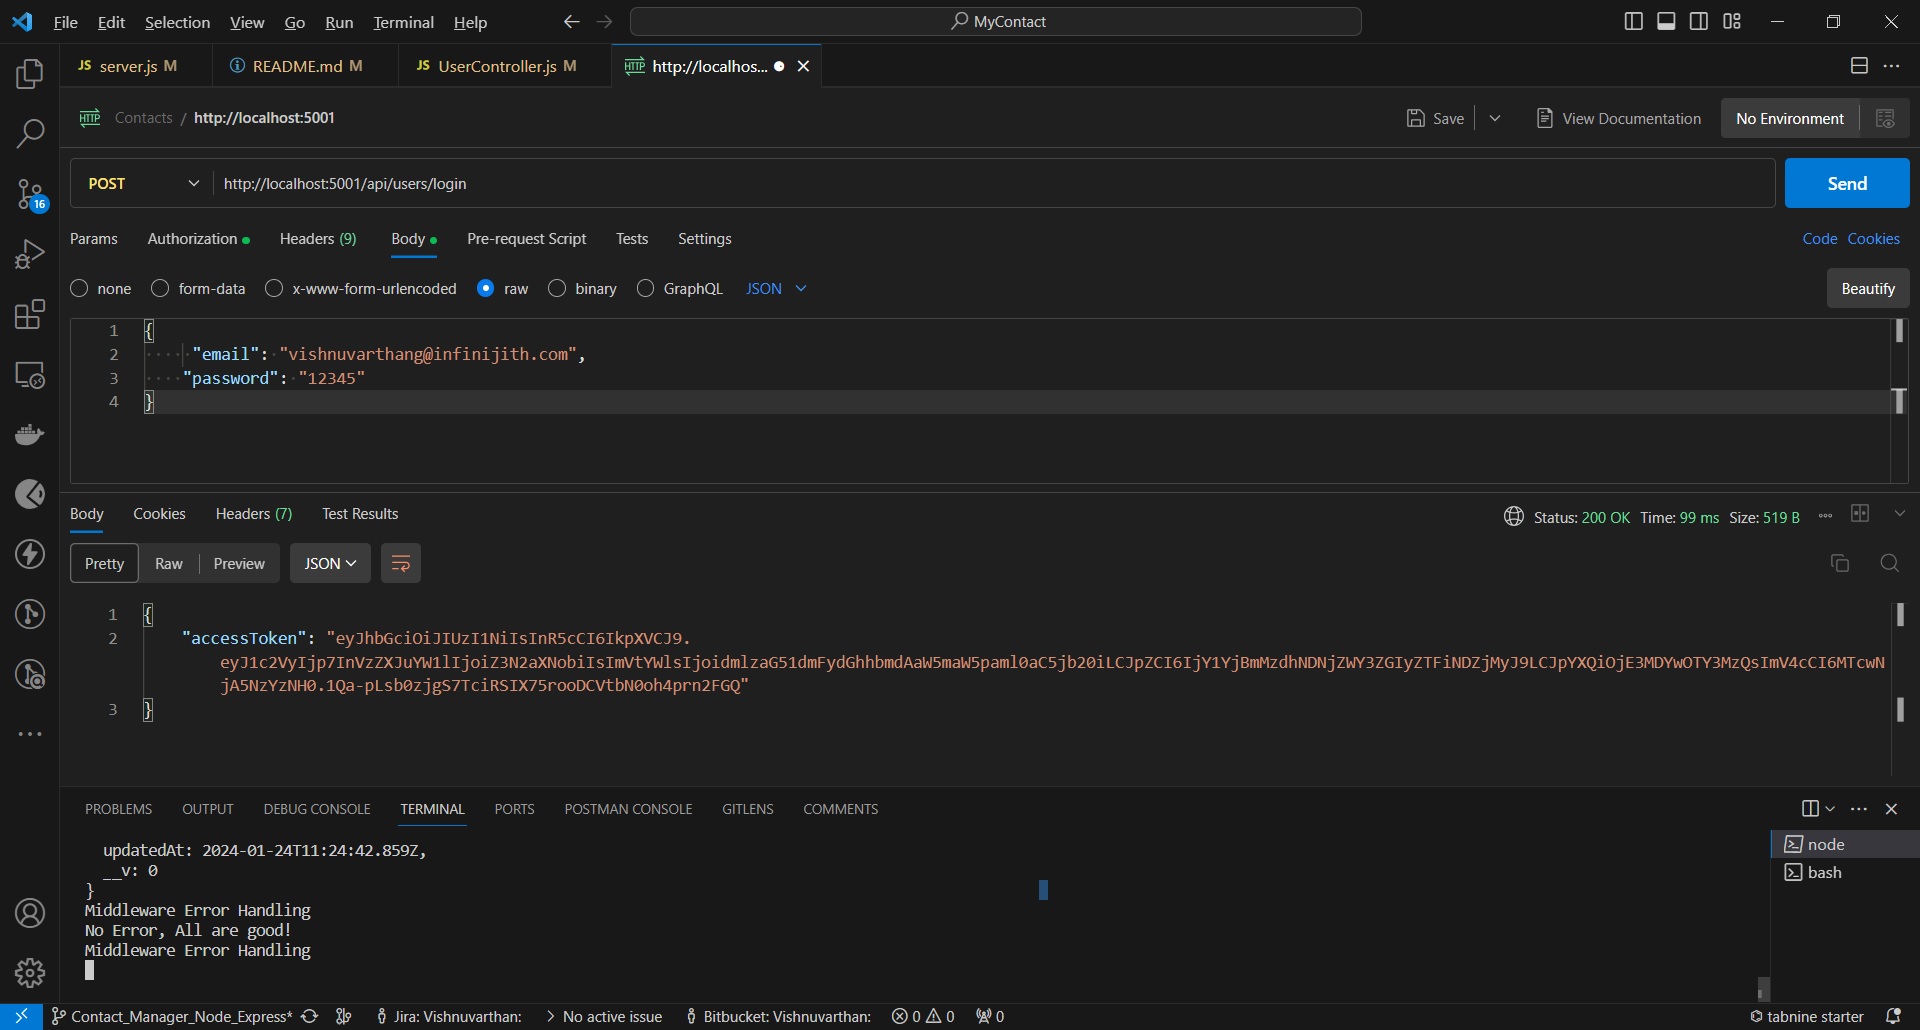 File Edit Selection View Go Run Terminal Help MyContact
JS server.js M README.md M JS UserController.js M HTTP http://localhos...
HTTP Contacts / http://localhost:5001 Save View Documentation No Environment
POST http://localhost:5001/api/users/login Send
Params Authorization Headers (9) Body Pre-request Script Tests Settings Code Cookies
none form-data x-www-form-urlencoded raw binary GraphQL JSON Beautify
1 {
2 "email": "vishnuvarthang@infinijith.com",
3 "password": "12345"
4 }
16
Body Cookies Headers (7) Test Results Status: 200 OK Time: 99 ms Size: 519 B
Pretty Raw Preview JSON
1 {
2 "accessToken": "eyJhbGciOiJIUzI1NiIsInR5cCI6IkpXVCJ9.
eyJ1c2VyIjp7InVzZXJuYW1lIjoiZ3N2aXNobiIsImVtYWlsIjoidmlzaG51dmFydGhhbmdAaW5maW5paml0aC5jb20iLCJpZCI6IjY1YjBmMzdhNDNjZWY3ZGIyZTFiNDZjMyJ9LCJpYXQiOjE3MDYwOTY3MzQsImV4cCI6MTcwN
jA5NzYzNH0.1Qa-pLsb0zjgS7TciRSIX75rooDCVtbN0oh4prn2FGQ"
3 }
PROBLEMS OUTPUT DEBUG CONSOLE TERMINAL PORTS POSTMAN CONSOLE GITLENS COMMENTS
updatedAt: 2024-01-24T11:24:42.859Z,
__v: 0
}
Middleware Error Handling
No Error, All are good!
Middleware Error Handling
node
bash
Contact_Manager_Node_Express* Jira: Vishnuvarthan: No active issue Bitbucket: Vishnuvarthan: 0 0 0 tabnine starter